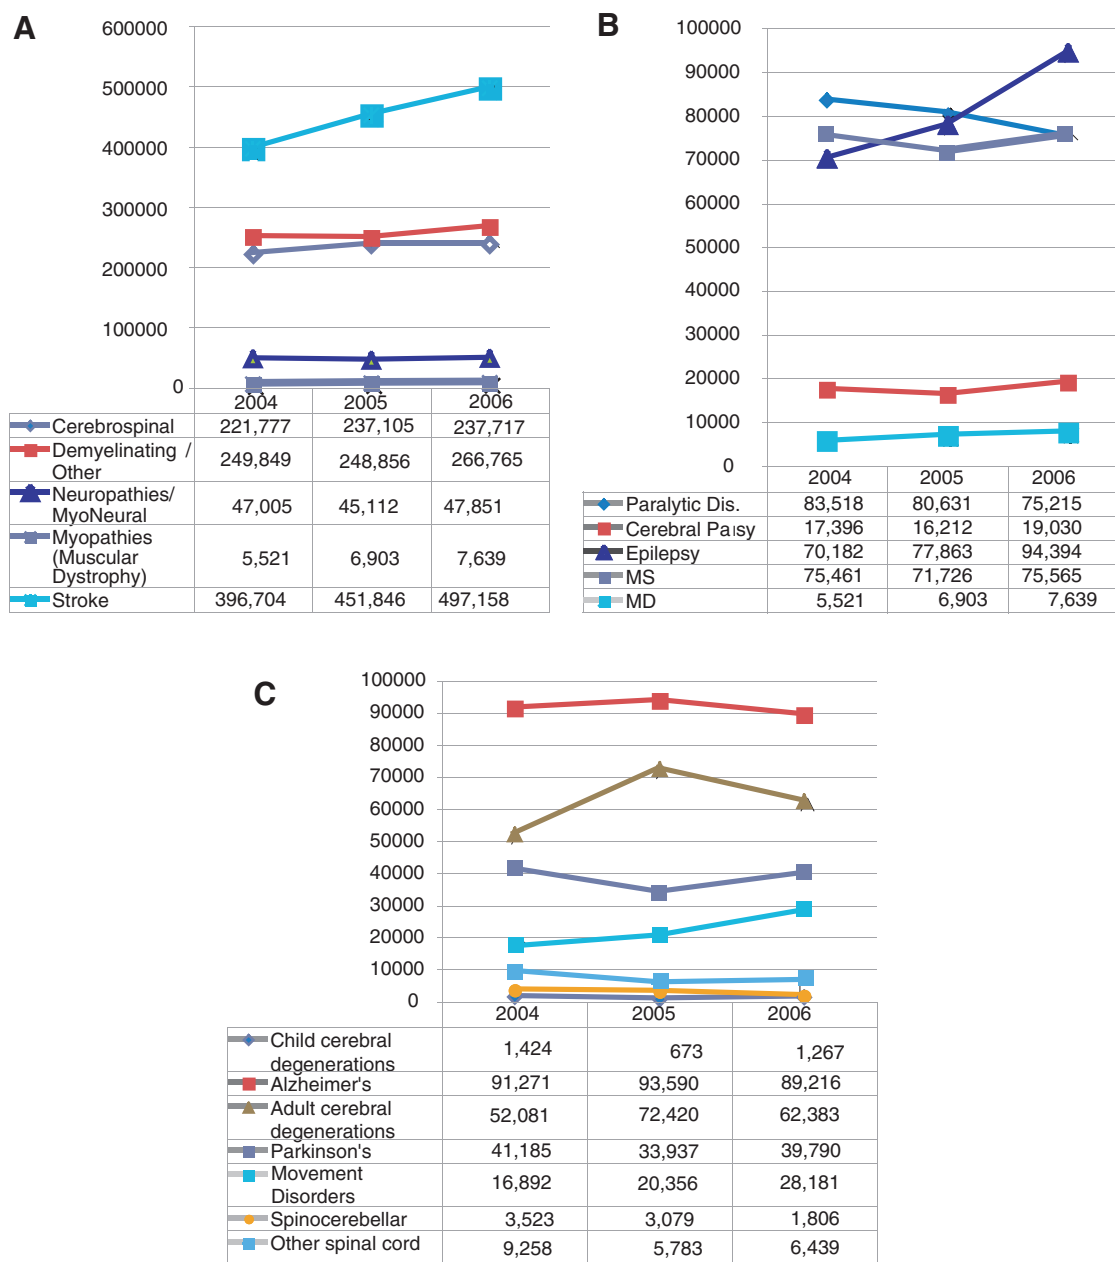 A
600000
500000
400000
300000
200000
100000
0
2004 2005 2006
Cerebrospinal 221,777 237,105 237,717
Demyelinating /
Other 249,849 248,856 266,765
Neuropathies/
MyoNeural 47,005 45,112 47,851
Myopathies
(Muscular 5,521 6,903 7,639
Dystrophy)
Stroke 396,704 451,846 497,158
B
100000
90000
80000
70000
60000
50000
40000
30000
20000
10000
0
2004 2005 2006
Paralytic Dis. 83,518 80,631 75,215
Cerebral Palsy 17,396 16,212 19,030
Epilepsy 70,182 77,863 94,394
MS 75,461 71,726 75,565
MD 5,521 6,903 7,639
C
100000
90000
80000
70000
60000
50000
40000
30000
20000
10000
0
2004 2005 2006
Child cerebral 1,424 673 1,267
degenerations
Alzheimer's 91,271 93,590 89,216
Adult cerebral 52,081 72,420 62,383
degenerations
Parkinson's 41,185 33,937 39,790
Movement 16,892 20,356 28,181
Disorders
Spinocerebellar 3,523 3,079 1,806
Other spinal cord 9,258 5,783 6,439